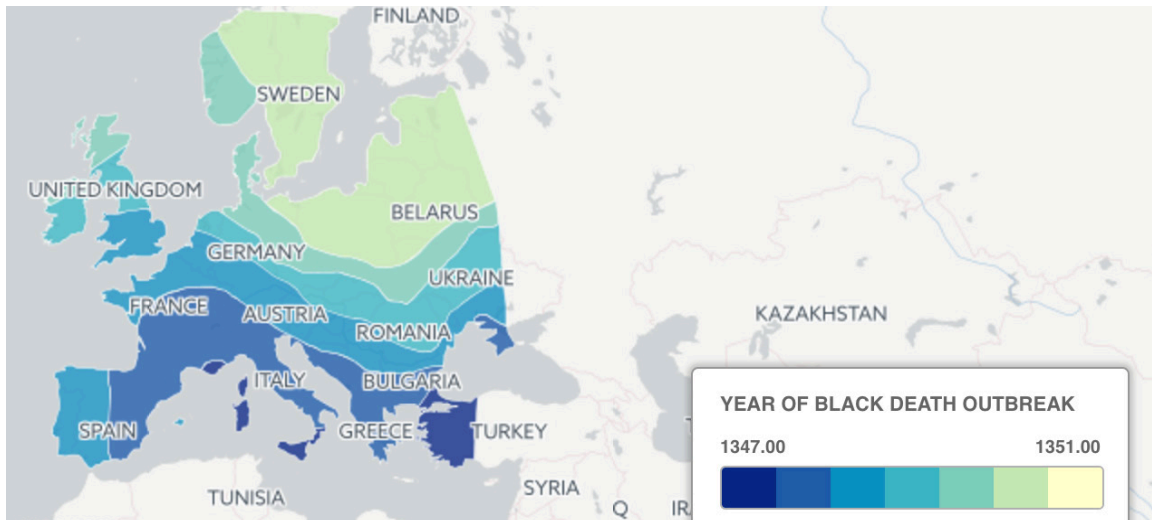 FINLAND
SWEDEN
UNITED KINGDOM
BELARUS
GERMANY
UKRAINE
FRANCE
AUSTRIA
KAZAKHSTAN
ROMANIA
ITALY
BULGARIA
SPAIN
GREECE
TURKEY
TUNISIA
SYRIA
Q
IR
YEAR OF BLACK DEATH OUTBREAK
1347.00 1351.00